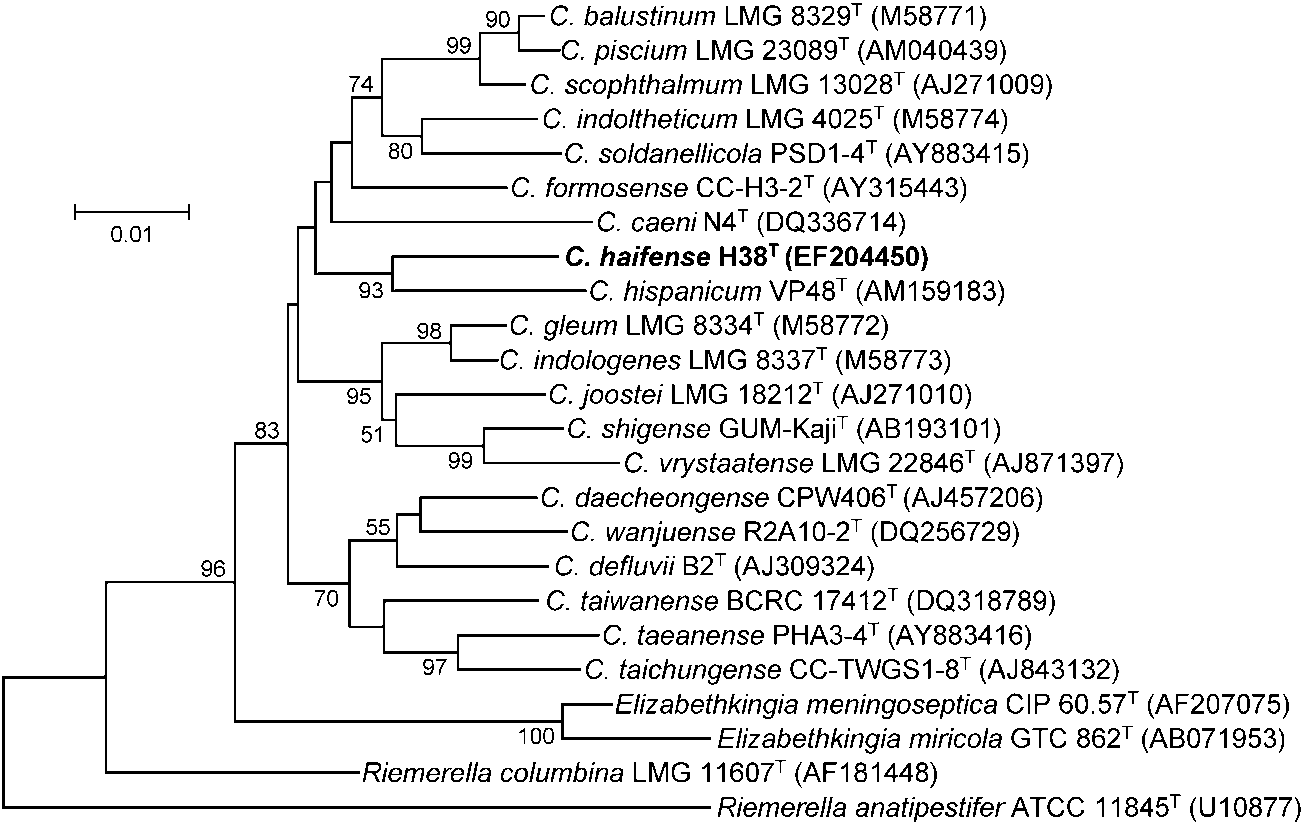 90 C. balustinum LMG 8329ᵀ (M58771)
99 C. piscium LMG 23089ᵀ (AM040439)
74 C. scophthalmum LMG 13028ᵀ (AJ271009)
C. indoltheticum LMG 4025ᵀ (M58774)
80 C. soldanellicola PSD1-4ᵀ (AY883415)
C. formosense CC-H3-2ᵀ (AY315443)
C. caeni N4ᵀ (DQ336714)
0.01
C. haifense H38ᵀ (EF204450)
93 C. hispanicum VP48ᵀ (AM159183)
98 C. gleum LMG 8334ᵀ (M58772)
C. indologenes LMG 8337ᵀ (M58773)
95 C. joostei LMG 18212ᵀ (AJ271010)
83 51 C. shigense GUM-Kajiᵀ (AB193101)
99 C. vrystaatense LMG 22846ᵀ (AJ871397)
C. daecheongense CPW406ᵀ (AJ457206)
55 C. wanjuense R2A10-2ᵀ (DQ256729)
96 C. defluvii B2ᵀ (AJ309324)
70 C. taiwanense BCRC 17412ᵀ (DQ318789)
C. taeanense PHA3-4ᵀ (AY883416)
97 C. taichungense CC-TWGS1-8ᵀ (AJ843132)
Elizabethkingia meningoseptica CIP 60.57ᵀ (AF207075)
100 Elizabethkingia miricola GTC 862ᵀ (AB071953)
Riemerella columbina LMG 11607ᵀ (AF181448)
Riemerella anatipestifer ATCC 11845ᵀ (U10877)